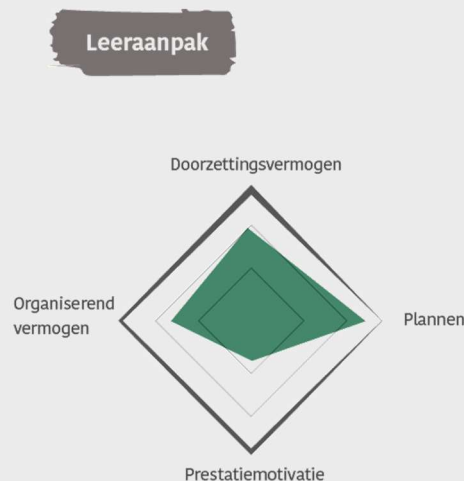 Leeraanpak
Doorzettingsvermogen
Organiserend
vermogen
Plannen
Prestatiemotivatie